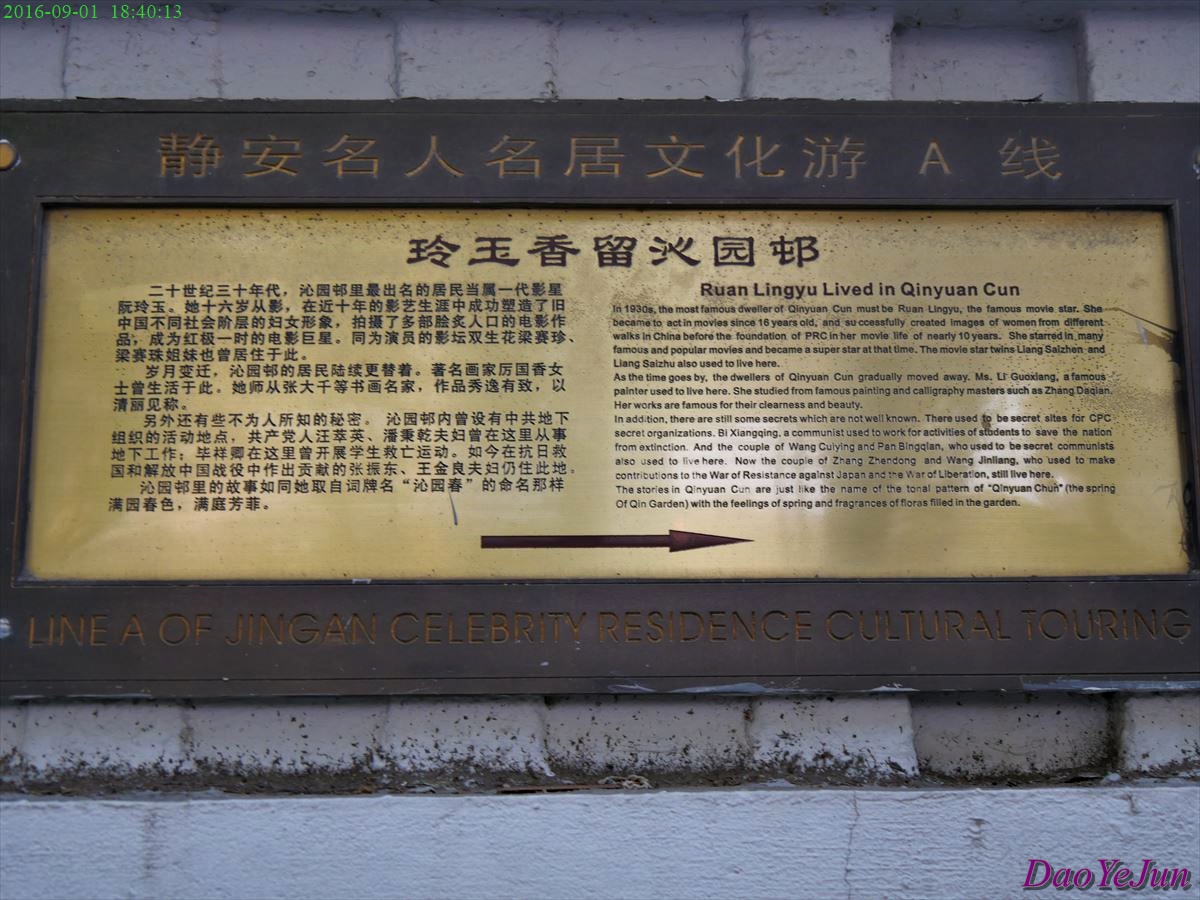 2016-09-01 18:40:13
静安名人名居文化游 A 线
玲玉香留沁园邨
二十世纪三十年代，沁园邨里最出名的居民当属一代影星
阮玲玉。她十六岁从影，在近十年的影艺生涯中成功塑造了旧
中国不同社会阶层的妇女形象，拍摄了多部脍炙人口的电影作
品，成为红极一时的电影巨星。同为演员的影坛双生花梁赛珍、
梁赛珠姐妹也曾居住于此。
岁月变迁，沁园邨的居民陆续更替着。著名画家厉国香女
士曾生活于此。她师从张大千等书画名家，作品秀逸有致，以
清丽见称。
另外还有些不为人所知的秘密。 沁园邨内曾设有中共地下
组织的活动地点，共产党人汪萃英、潘秉乾夫妇曾在这里从事
地下工作；毕祥卿在这里曾开展学生救亡运动。如今在抗日救
国和解放中国战役中作出贡献的张振东、王金良夫妇仍住此地。
沁园邨里的故事如同她取自词牌名“沁园春”的命名那样
满园春色，满庭芳菲。
Ruan Lingyu Lived in Qinyuan Cun
In 1930s, the most famous dweller of Qinyuan Cun must be Ruan Lingyu, the famous movie star. She
became to act in movies since 16 years old, and su ccessfully created images of women from different
walks in China before the foundation of PRC in her movie life of nearly 10 years. She starred in many
famous and popular movies and became a super star at that time. The movie star twins Liang Saizhen and
Liang Saizhu also used to live here.
As the time goes by, the dwellers of Qinyuan Cun gradually moved away. Ms. Li Guoxiang, a famous
painter used to live here. She studied from famous painting and calligraphy masters such as Zhang Daqian.
Her works are famous for their clearness and beauty.
In addition, there are still some secrets which are not well known. There used to be secret sites for CPC
secret organizations. Bi Xiangqing, a communist used to work for activities of students to save the nation
from extinction. And the couple of Wang Cuiying and Pan Bingqian, who used to be secret communists
also used to live here. Now the couple of Zhang Zhendong and Wang Jinliang, who used to make
contributions to the War of Resistance against Japan and the War of Liberation, still live here.
The stories in Qinyuan Cun are just like the name of the tonal pattern of "Qinyuan Chun" (the spring
Of Qin Garden) with the feelings of spring and fragrances of floras filled in the garden.
LINE A OF JINGAN CELEBRITY RESIDENCE CULTURAL TOURING
DaoYeJun